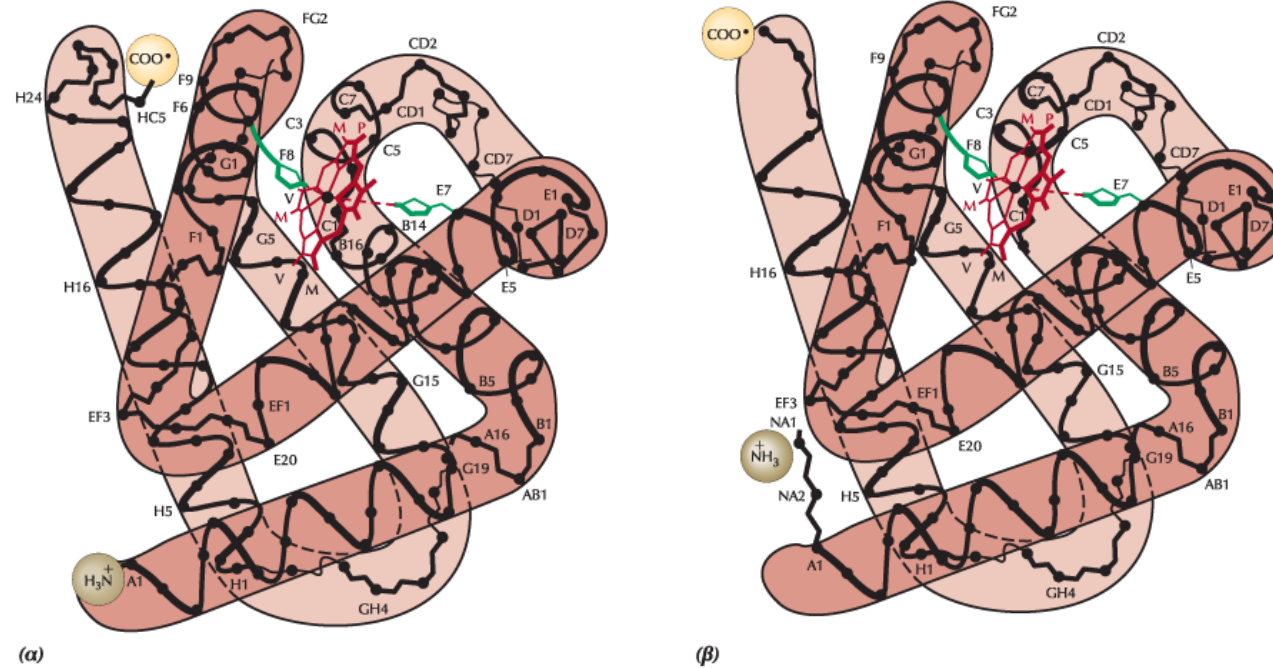 FG2
COO•
F9
CD2
H24
F6
HC5
C7
CD1
C3
M P
C5
G1
F8
CD7
V
E7
E1
M
D1
C1
B14
D7
F1
G5
B16
V
M
E5
H16
G15
B5
EF3
EF1
B1
A16
E20
G19
AB1
H5
H3N+
A1
H1
GH4
(α)
COO•
FG2
F9
CD2
C7
C3
M P
CD1
G1
F8
C5
CD7
V
E7
E1
M
C1
D1
F1
G5
D7
V
M
E5
H16
G15
B5
EF3
EF1
NA1
B1
A16
+NH3
E20
G19
NA2
H5
AB1
A1
H1
GH4
(β)